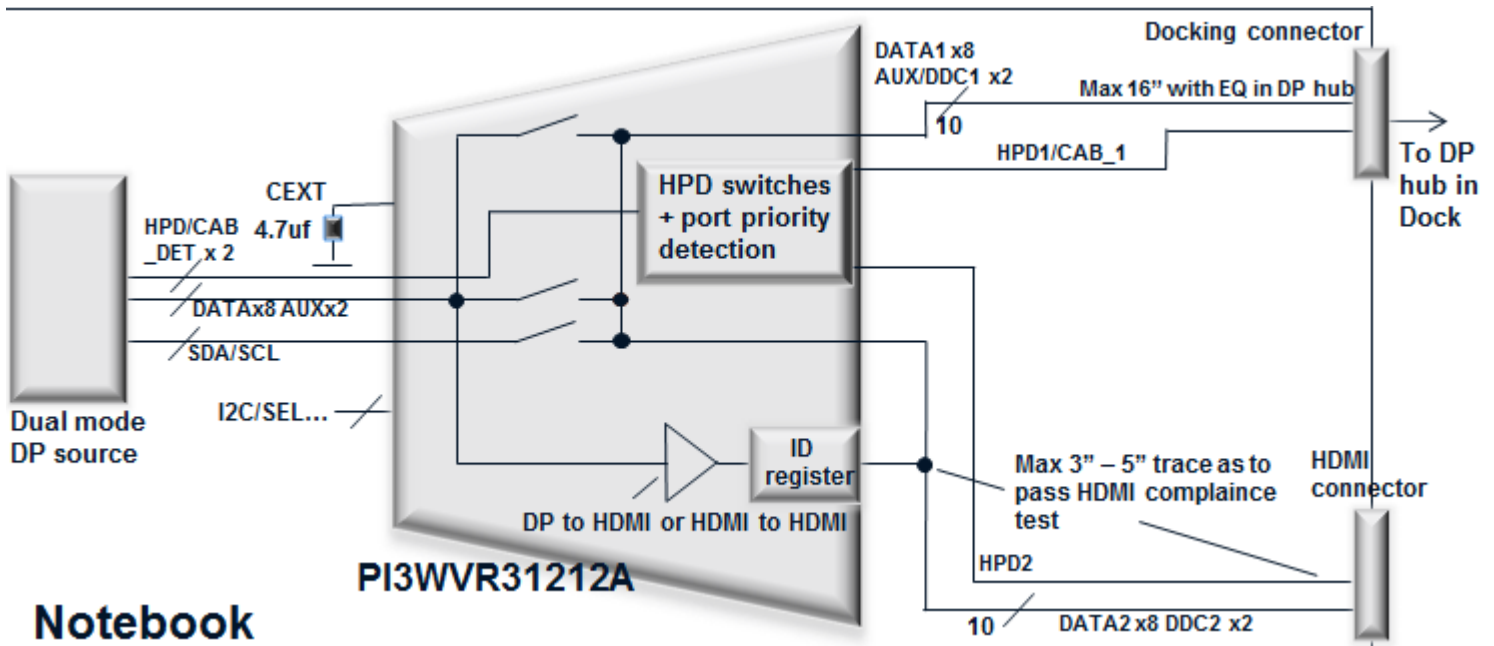 Docking connector
DATA1 x8
AUX/DDC1 x2
Max 16” with EQ in DP hub
10
HPD1/CAB_1
To DP
hub in
Dock
HPD switches
+ port priority
detection
CEXT
4.7uf
HPD/CAB
_DET x 2
DATAx8 AUXx2
SDA/SCL
I2C/SEL...
Dual mode
DP source
ID
register
DP to HDMI or HDMI to HDMI
Max 3” – 5” trace as to
pass HDMI complaince
test
HDMI
connector
PI3WVR31212A
HPD2
10
DATA2 x8 DDC2 x2
Notebook